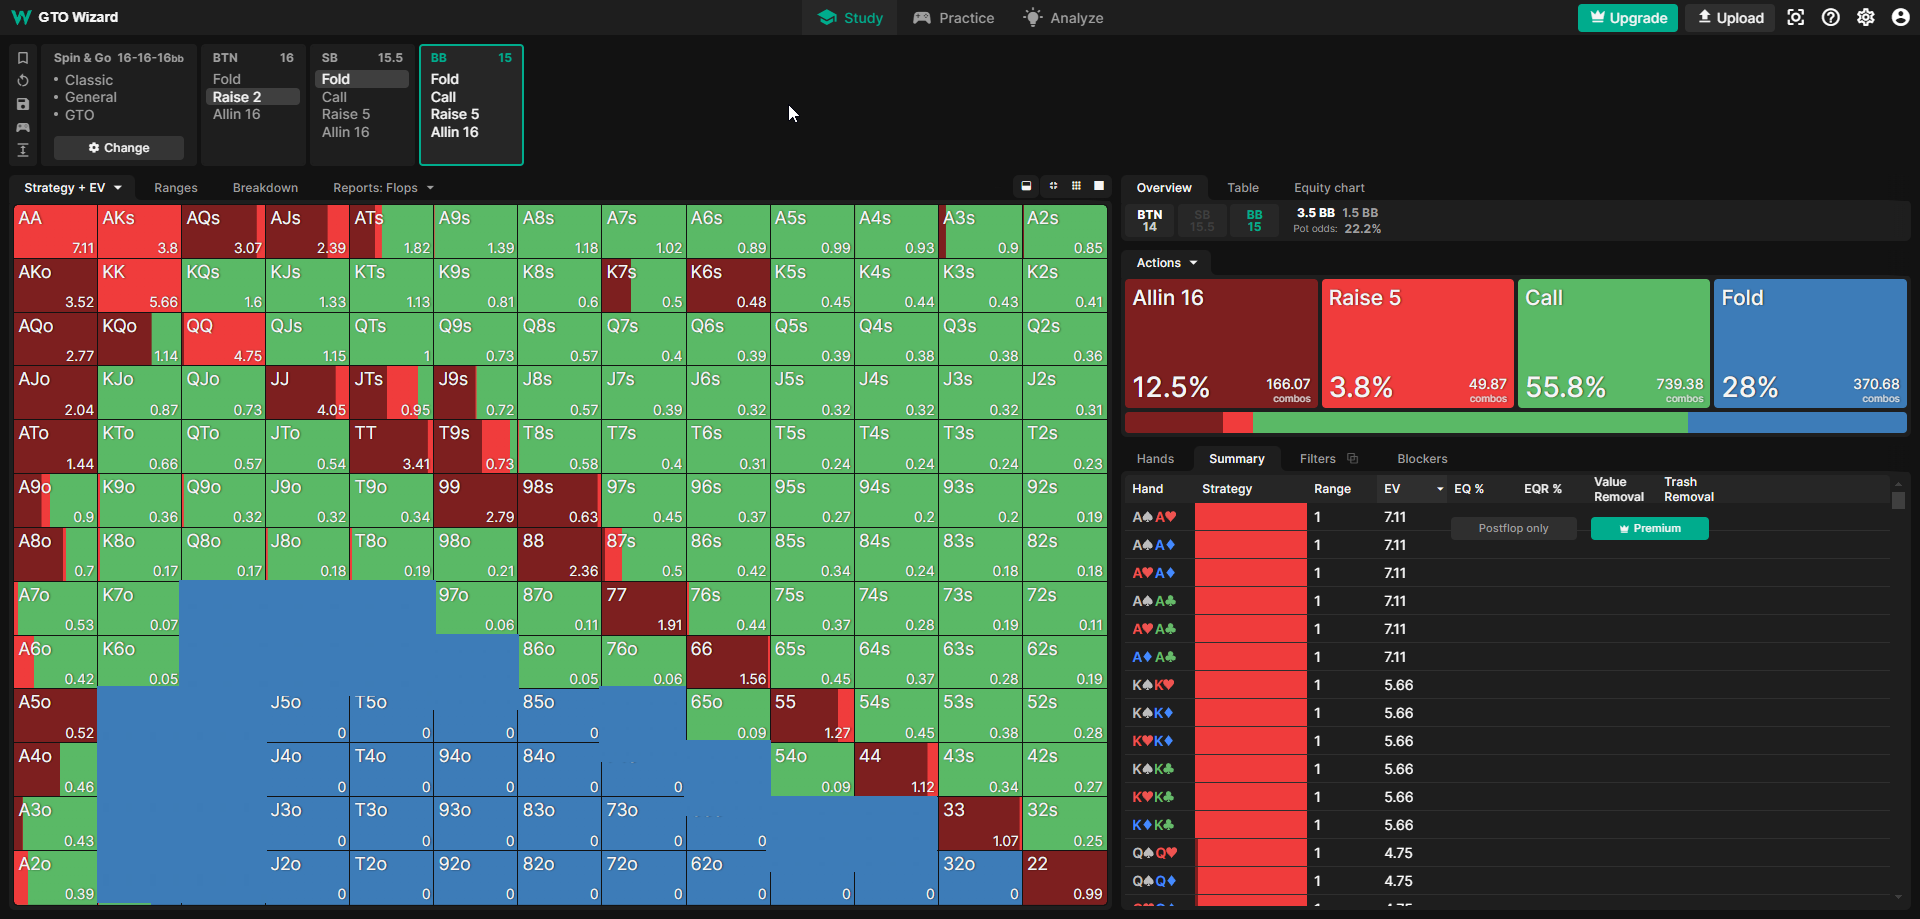 GTO Wizard
Study
Practice
Analyze
Upgrade
Upload
Spin & Go 16-16-16bb
• Classic
• General
• GTO
Change
BTN 16
Fold
Raise 2
Allin 16
SB 15.5
Fold
Call
Raise 5
Allin 16
BB 15
Fold
Call
Raise 5
Allin 16
Strategy + EV
Ranges
Breakdown
Reports: Flops
AA AKs AQs AJs ATs A9s A8s A7s A6s A5s A4s A3s A2s
7.11 3.8 3.07 2.39 1.82 1.39 1.18 1.02 0.89 0.99 0.93 0.9 0.85
AKo KK KQs KJs KTs K9s K8s K7s K6s K5s K4s K3s K2s
3.52 5.66 1.6 1.33 1.13 0.81 0.6 0.5 0.48 0.45 0.44 0.43 0.41
AQo KQo QQ QJs QTs Q9s Q8s Q7s Q6s Q5s Q4s Q3s Q2s
2.77 1.14 4.75 1.15 1 0.73 0.57 0.4 0.39 0.39 0.38 0.38 0.36
AJo KJo QJo JJ JTs J9s J8s J7s J6s J5s J4s J3s J2s
2.04 0.87 0.73 4.05 0.95 0.72 0.57 0.39 0.32 0.32 0.32 0.32 0.31
ATo KTo QTo JTo TT T9s T8s T7s T6s T5s T4s T3s T2s
1.44 0.66 0.57 0.54 3.41 0.73 0.58 0.4 0.31 0.24 0.24 0.24 0.23
A9o K9o Q9o J9o T9o 99 98s 97s 96s 95s 94s 93s 92s
0.9 0.36 0.32 0.32 0.34 2.79 0.63 0.45 0.37 0.27 0.2 0.2 0.19
A8o K8o Q8o J8o T8o 98o 88 87s 86s 85s 84s 83s 82s
0.7 0.17 0.17 0.18 0.19 0.21 2.36 0.5 0.42 0.34 0.24 0.18 0.18
A7o K7o 97o 87o 77 76s 75s 74s 73s 72s
0.53 0.07 0.06 0.11 1.91 0.44 0.37 0.28 0.19 0.11
A6o K6o 86o 76o 66 65s 64s 63s 62s
0.42 0.05 0.05 0.06 1.56 0.45 0.37 0.28 0.19
A5o J5o T5o 85o 65o 55 54s 53s 52s
0.52 0 0 0 0.09 1.27 0.45 0.38 0.28
A4o J4o T4o 94o 84o 54o 44 43s 42s
0.46 0 0 0 0 0 0.09 1.12 0.34 0.27
A3o J3o T3o 93o 83o 73o 33 32s
0.43 0 0 0 0 0 0 1.07 0.25
A2o J2o T2o 92o 82o 72o 62o 32o 22
0.39 0 0 0 0 0 0 0 0 0 0.99
Overview
Table
Equity chart
BTN
14
SB
15.5
BB
15
3.5 BB 1.5 BB
Pot odds: 22.2%
Actions
Allin 16
12.5% 166.07
combos
Raise 5
3.8% 49.87
combos
Call
55.8% 739.38
combos
Fold
28% 370.68
combos
Hands
Summary
Filters
Blockers
Hand Strategy Range EV EQ % EQR % Value Removal Trash Removal
Postflop only
Premium
A♠A♥ 1 7.11
A♠A♦ 1 7.11
A♥A♦ 1 7.11
A♠A♣ 1 7.11
A♥A♣ 1 7.11
A♦A♣ 1 7.11
K♠K♥ 1 5.66
K♠K♦ 1 5.66
K♥K♦ 1 5.66
K♠K♣ 1 5.66
K♥K♣ 1 5.66
K♦K♣ 1 5.66
Q♠Q♥ 1 4.75
Q♠Q♦ 1 4.75